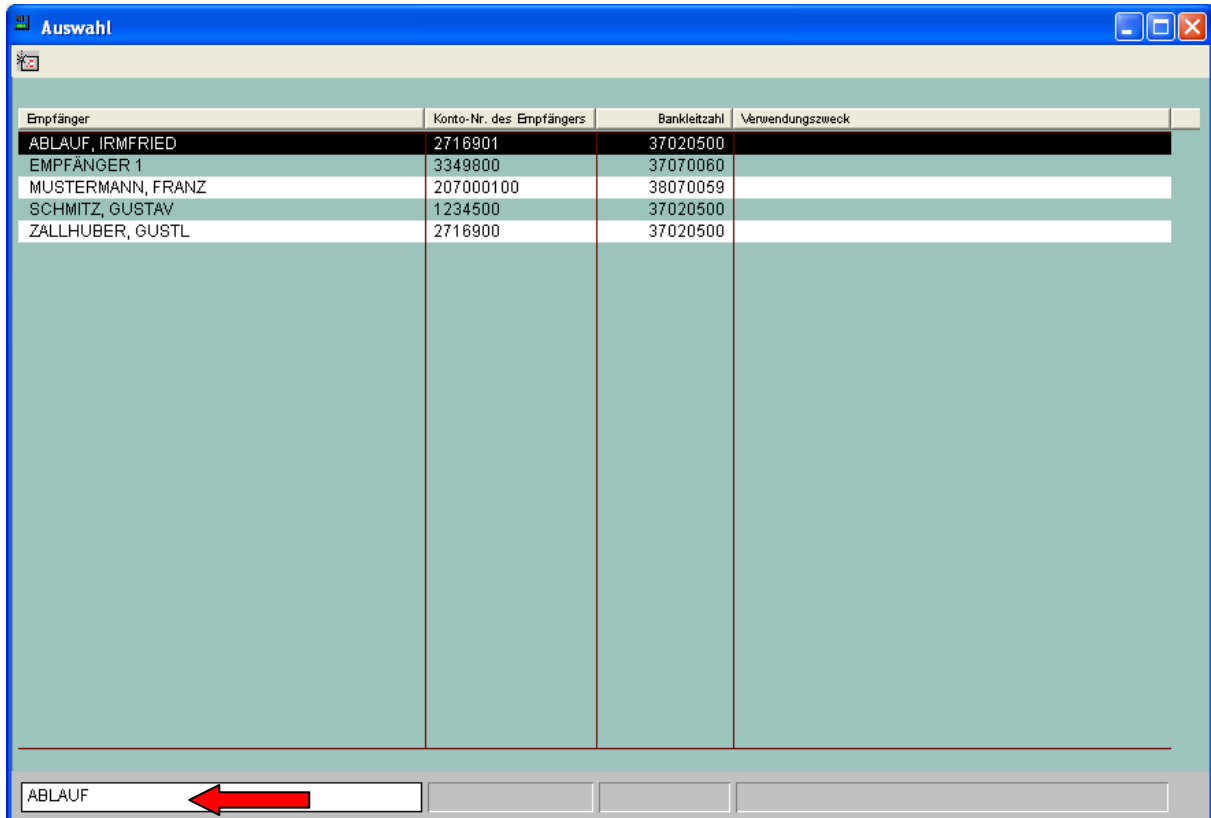 Auswahl
Empfänger Konto-Nr. des Empfängers Bankleitzahl Verwendungszweck
ABLAUF, IRMFRIED 2716901 37020500
EMPFÄNGER 1 3349800 37070060
MUSTERMANN, FRANZ 207000100 38070059
SCHMITZ, GUSTAV 1234500 37020500
ZALLHUBER, GUSTL 2716900 37020500
ABLAUF